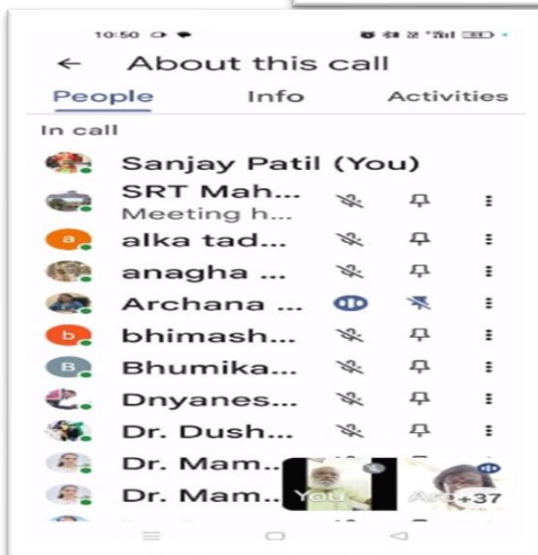 10:50
About this call
People Info Activities
In call
Sanjay Patil (You)
SRT Mah...
Meeting h...
a alka tad...
anagha ...
Archana ...
b bhimash...
B Bhumika...
Dnyanes...
Dr. Dush...
Dr. Mam..
Dr. Mam..
You +37